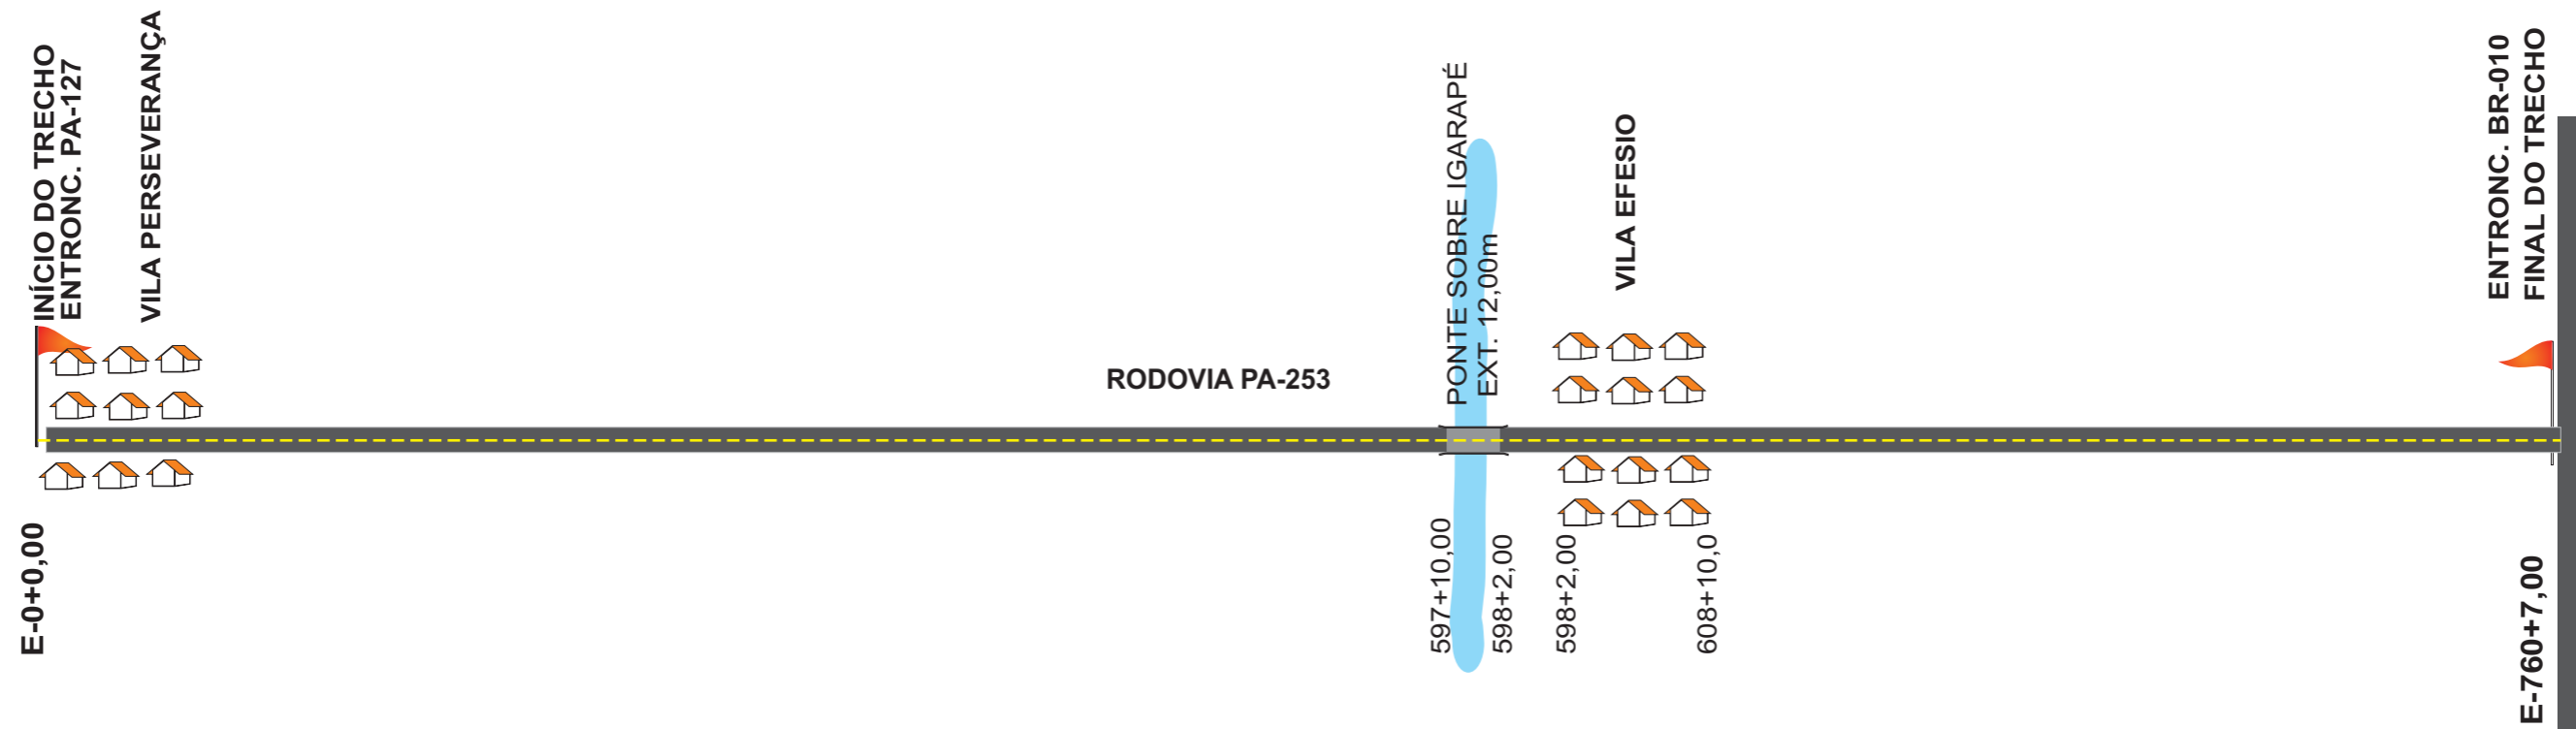 INÍCIO DO TRECHO
ENTRONC. PA-127
VILA PERSEVERANÇA
RODOVIA PA-253
PONTE SOBRE IGARAPÉ
EXT. 12,00m
VILA EFESIO
ENTRONC. BR-010
FINAL DO TRECHO
E-0+0,00
597+10,00
598+2,00
598+2,00
608+10,0
E-760+7,00